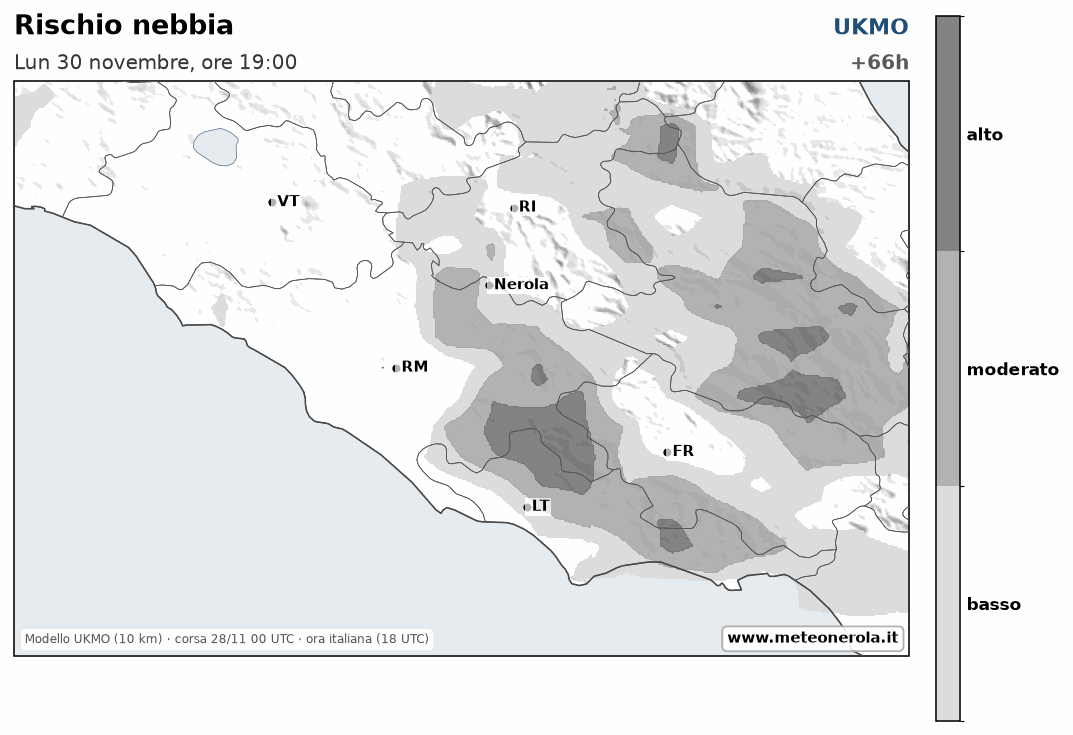 Rischio nebbia
UKMO
Lun 30 novembre, ore 19:00
+66h
alto
VT
RI
Nerola
RM
moderato
FR
LT
basso
Modello UKMO (10 km) · corsa 28/11 00 UTC · ora italiana (18 UTC)
www.meteonerola.it